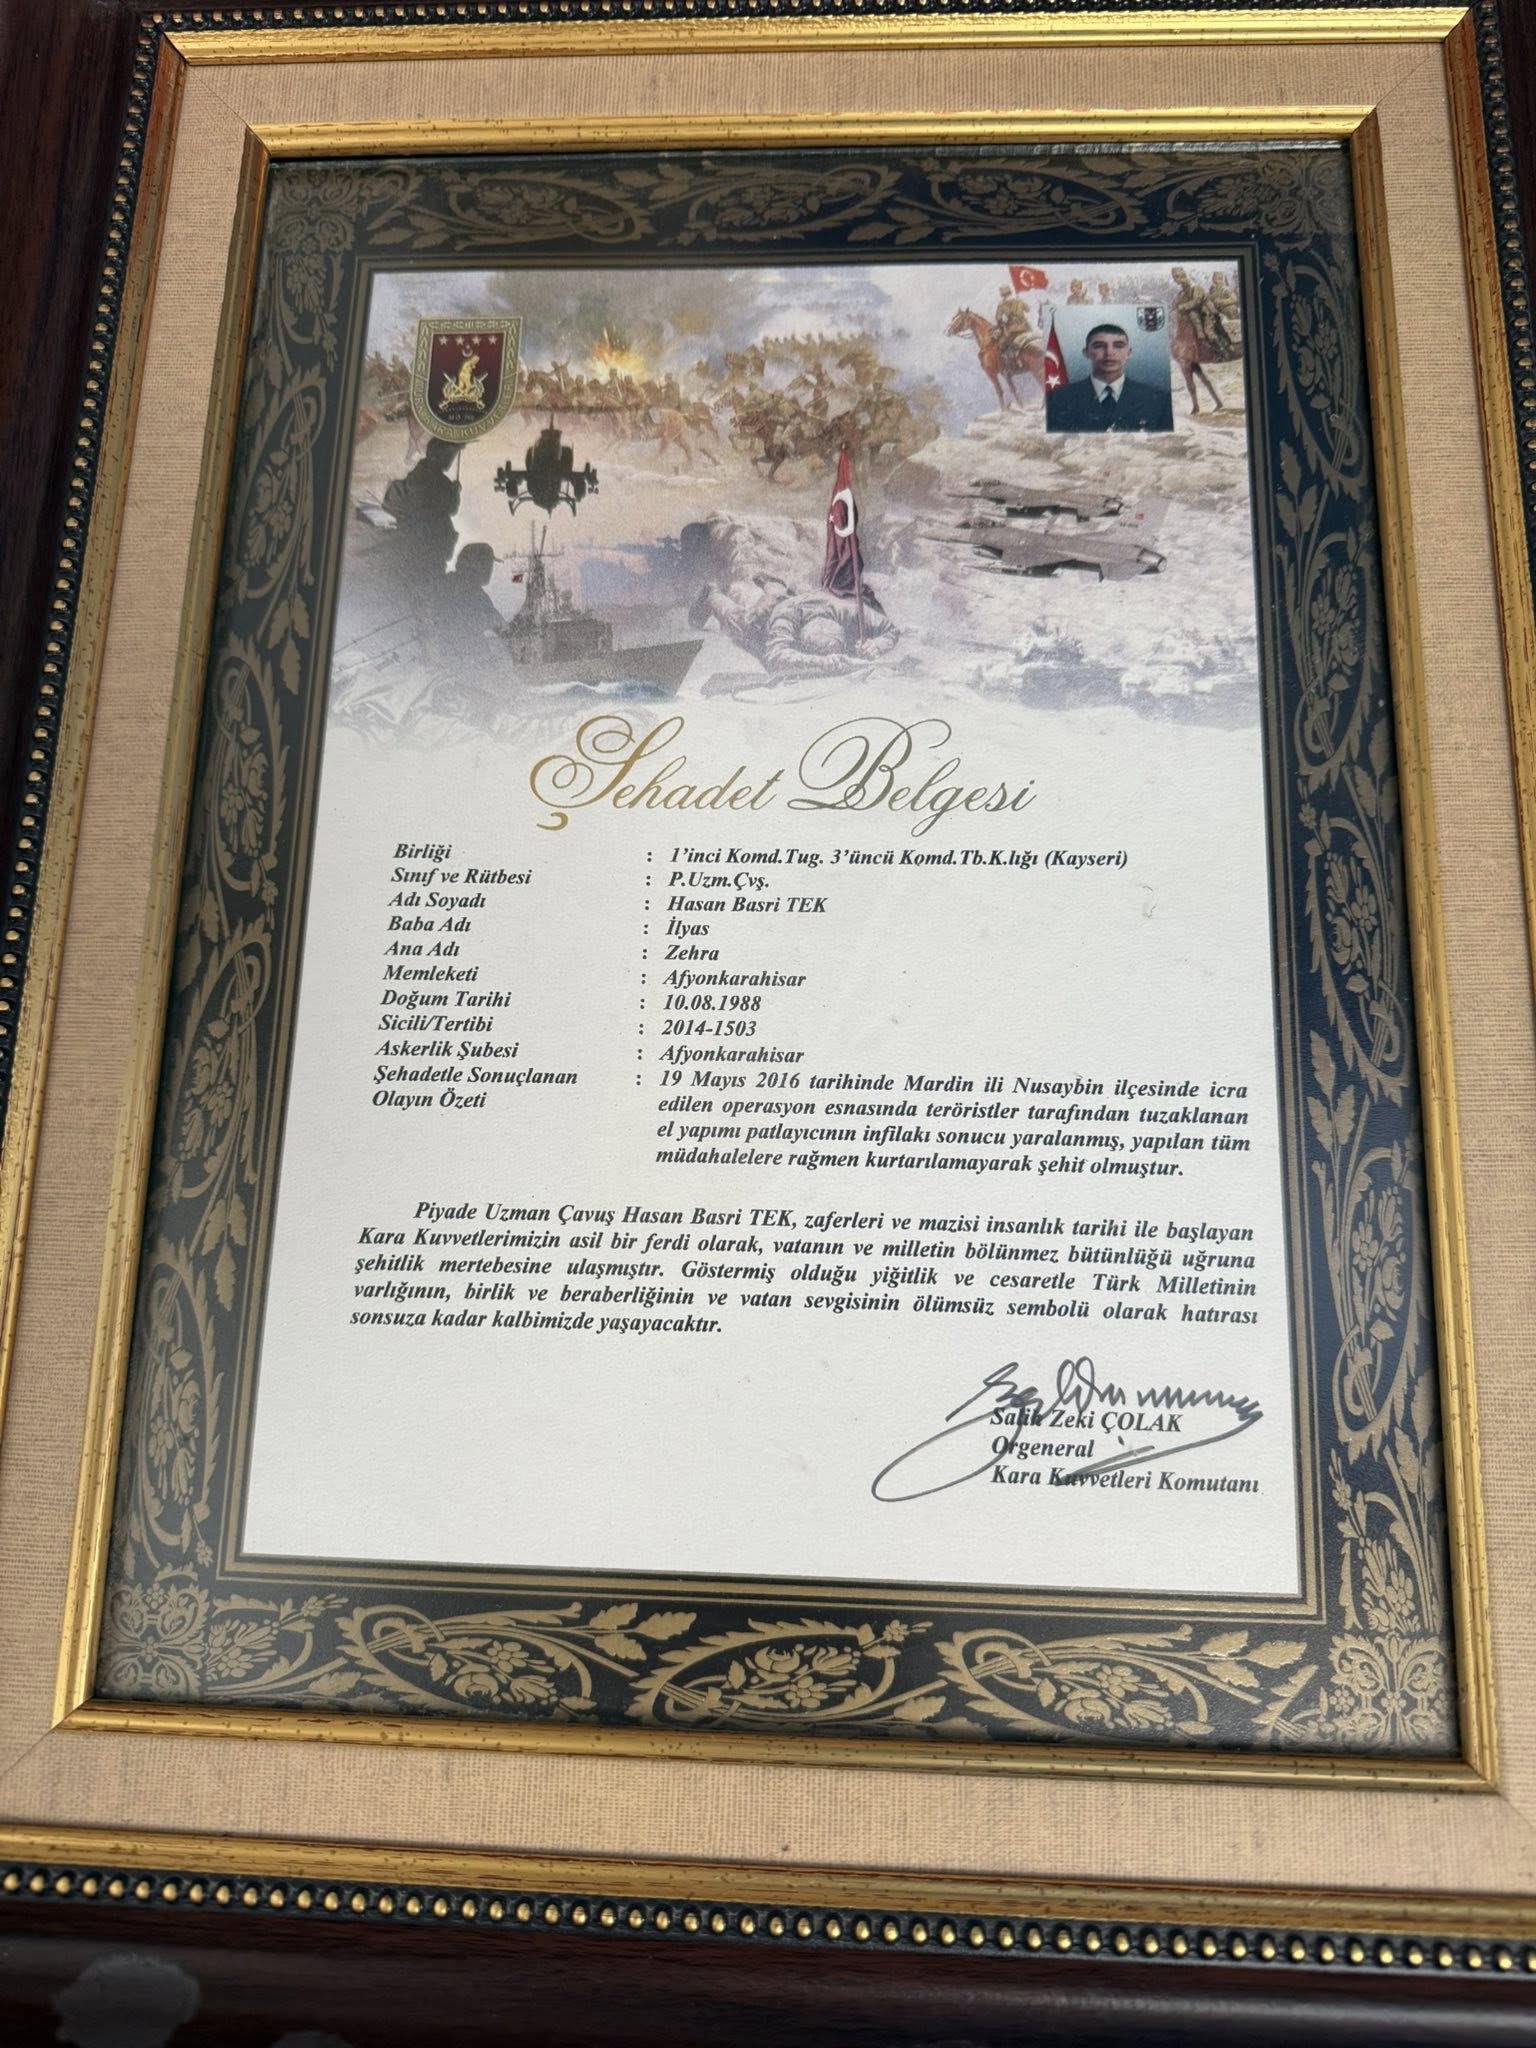 Şehadet Belgesi
Birliği : 1'inci Komd.Tug. 3'üncü Komd.Tb.K.lığı (Kayseri)
Sınıf ve Rütbesi : P.Uzm.Çvş.
Adı Soyadı : Hasan Basri TEK
Baba Adı : İlyas
Ana Adı : Zehra
Memleketi : Afyonkarahisar
Doğum Tarihi : 10.08.1988
Sicili/Tertibi : 2014-1503
Askerlik Şubesi : Afyonkarahisar
Şehadetle Sonuçlanan : 19 Mayıs 2016 tarihinde Mardin ili Nusaybin ilçesinde icra
Olayın Özeti edilen operasyon esnasında teröristler tarafından tuzaklanan
el yapımı patlayıcının infilakı sonucu yaralanmış, yapılan tüm
müdahalelere rağmen kurtarılamayarak şehit olmuştur.
Piyade Uzman Çavuş Hasan Basri TEK, zaferleri ve mazisi insanlık tarihi ile başlayan
Kara Kuvvetlerimizin asil bir ferdi olarak, vatanın ve milletin bölünmez bütünlüğü uğruna
şehitlik mertebesine ulaşmıştır. Göstermiş olduğu yiğitlik ve cesaretle Türk Milletinin
varlığının, birlik ve beraberliğinin ve vatan sevgisinin ölümsüz sembolü olarak hatırası
sonsuza kadar kalbimizde yaşayacaktır.
Salih Zeki ÇOLAK
Orgeneral
Kara Kuvvetleri Komutanı